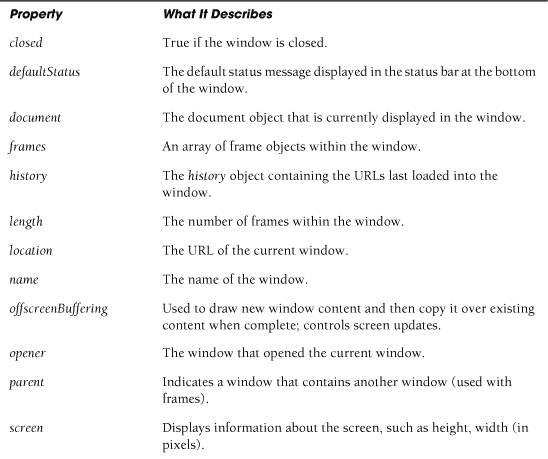 Property What It Describes
closed True if the window is closed.
defaultStatus The default status message displayed in the status bar at the bottom
of the window.
document The document object that is currently displayed in the window.
frames An array of frame objects within the window.
history The history object containing the URLs last loaded into the
window.
length The number of frames within the window.
location The URL of the current window.
name The name of the window.
offscreenBuffering Used to draw new window content and then copy it over existing
content when complete; controls screen updates.
opener The window that opened the current window.
parent Indicates a window that contains another window (used with
frames).
screen Displays information about the screen, such as height, width (in
pixels).